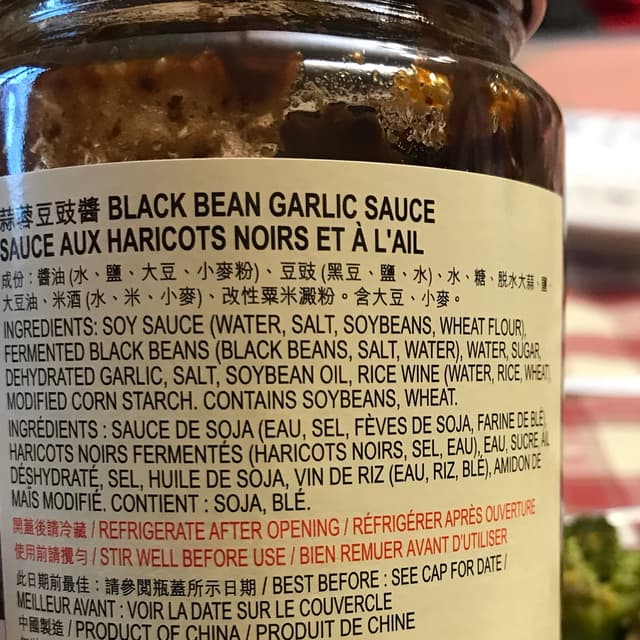 蒜蓉豆豉醬 BLACK BEAN GARLIC SAUCE
SAUCE AUX HARICOTS NOIRS ET À L'AIL
成份：醬油 (水、鹽、大豆、小麥粉)、豆豉 (黑豆、鹽、水)、水、糖、脫水大蒜、鹽、
大豆油、米酒 (水、米、小麥)、改性粟米澱粉。含大豆、小麥。
INGREDIENTS: SOY SAUCE (WATER, SALT, SOYBEANS, WHEAT FLOUR),
FERMENTED BLACK BEANS (BLACK BEANS, SALT, WATER), WATER, SUGAR,
DEHYDRATED GARLIC, SALT, SOYBEAN OIL, RICE WINE (WATER, RICE, WHEAT),
MODIFIED CORN STARCH. CONTAINS SOYBEANS, WHEAT.
INGRÉDIENTS : SAUCE DE SOJA (EAU, SEL, FÈVES DE SOJA, FARINE DE BLÉ),
HARICOTS NOIRS FERMENTÉS (HARICOTS NOIRS, SEL, EAU), EAU, SUCRE, AIL
DÉSHYDRATÉ, SEL, HUILE DE SOJA, VIN DE RIZ (EAU, RIZ, BLÉ), AMIDON DE
MAÏS MODIFIÉ. CONTIENT : SOJA, BLÉ.
開蓋後請冷藏 / REFRIGERATE AFTER OPENING / RÉFRIGÉRER APRÈS OUVERTURE
使用前請攪勻 / STIR WELL BEFORE USE / BIEN REMUER AVANT D'UTILISER
此日期前最佳：請參閱瓶蓋所示日期 / BEST BEFORE : SEE CAP FOR DATE /
MEILLEUR AVANT : VOIR LA DATE SUR LE COUVERCLE
中國製造 / PRODUCT OF CHINA / PRODUIT DE CHINE